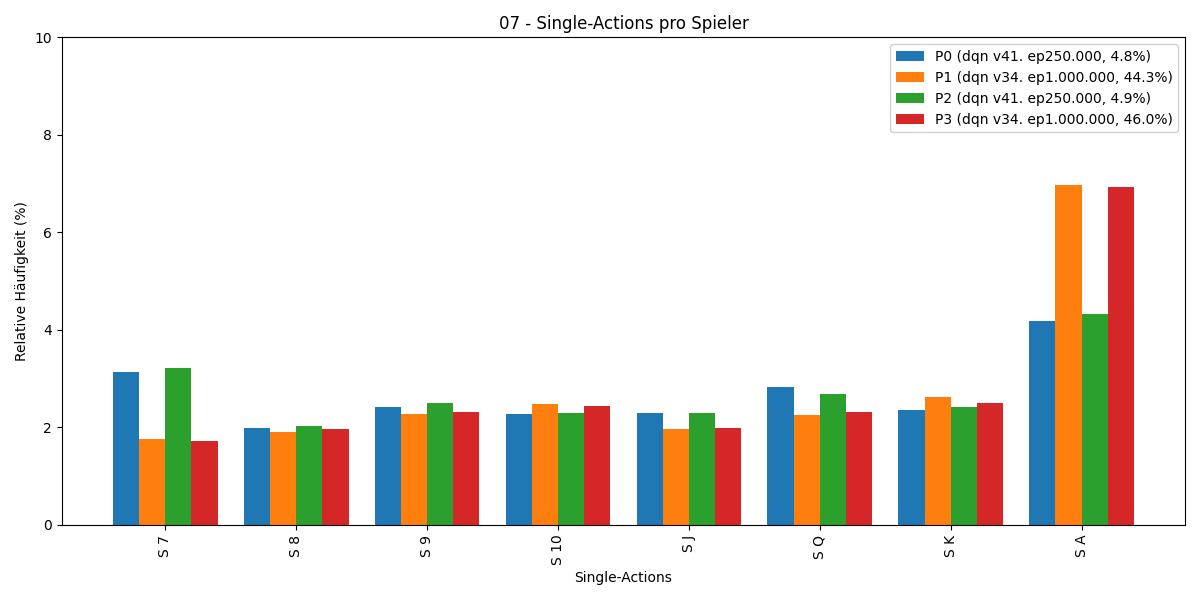 07 - Single-Actions pro Spieler
P0 (dqn v41. ep250.000, 4.8%)
P1 (dqn v34. ep1.000.000, 44.3%)
P2 (dqn v41. ep250.000, 4.9%)
P3 (dqn v34. ep1.000.000, 46.0%)
Relative Häufigkeit (%)
10
8
6
4
2
0
S 7
S 8
S 9
S 10
S J
S Q
S K
S A
Single-Actions